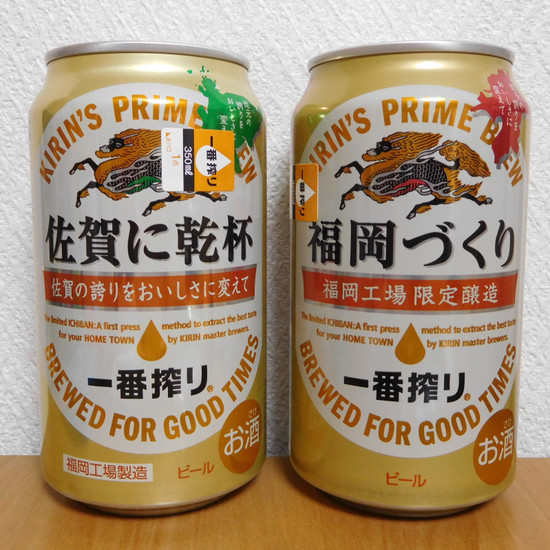 KIRIN'S PRIME BREW
一番搾り
350ml
佐賀に乾杯
佐賀の誇りをおいしさに変えて
The limited ICHIBAN: A first press
method to extract the best taste
for your HOME TOWN
by KIRIN master brewers.
一番搾り®
BREWED FOR GOOD TIMES
お酒
福岡工場製造
ビール
KIRIN'S PRIME BREW
一番搾り
福岡づくり
福岡工場 限定醸造
The limited ICHIBAN: A first press
method to extract the best taste
for your HOME TOWN
by KIRIN master brewers.
一番搾り®
BREWED FOR GOOD TIMES
お酒
ビール